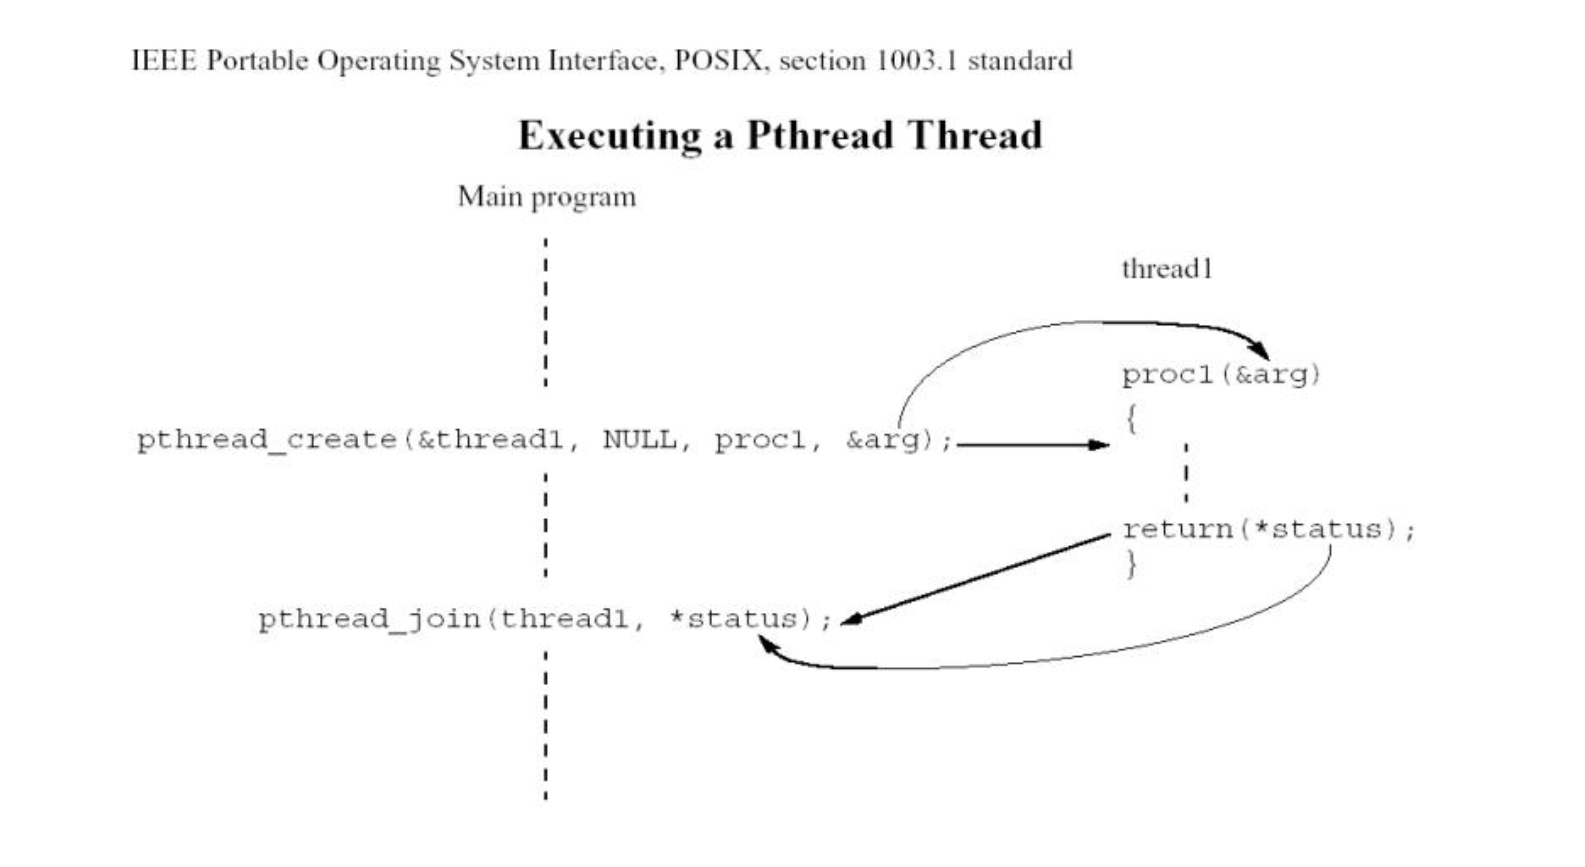 IEEE Portable Operating System Interface, POSIX, section 1003.1 standard
Executing a Pthread Thread
Main program
thread1
proc1(&arg)
{
pthread_create(&thread1, NULL, proc1, &arg);
return(*status);
}
pthread_join(thread1, *status);